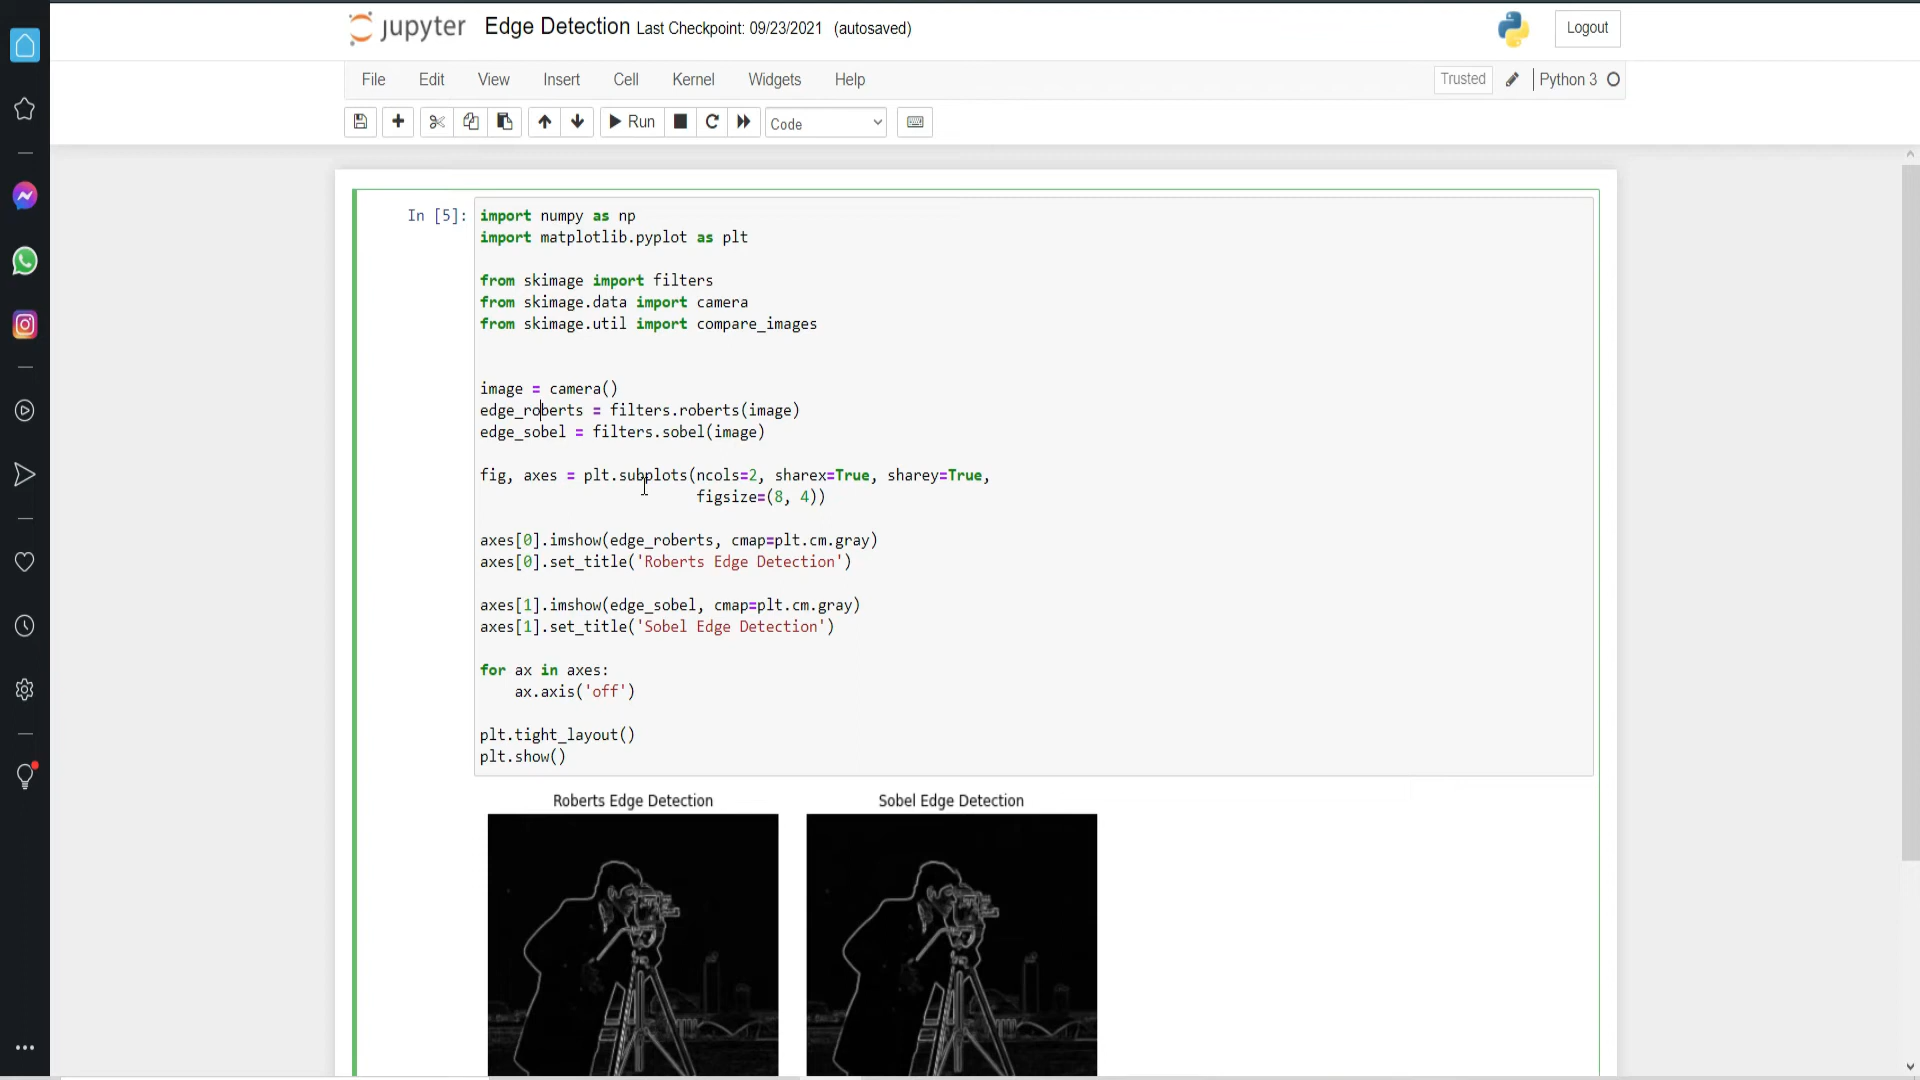 jupyter Edge Detection Last Checkpoint: 09/23/2021 (autosaved)
Logout
File Edit View Insert Cell Kernel Widgets Help
Trusted Python 3
Run Code
In [5]:
import numpy as np
import matplotlib.pyplot as plt
from skimage import filters
from skimage.data import camera
from skimage.util import compare_images
image = camera()
edge_roberts = filters.roberts(image)
edge_sobel = filters.sobel(image)
fig, axes = plt.subplots(ncols=2, sharex=True, sharey=True,
figsize=(8, 4))
axes[0].imshow(edge_roberts, cmap=plt.cm.gray)
axes[0].set_title('Roberts Edge Detection')
axes[1].imshow(edge_sobel, cmap=plt.cm.gray)
axes[1].set_title('Sobel Edge Detection')
for ax in axes:
ax.axis('off')
plt.tight_layout()
plt.show()
Roberts Edge Detection
Sobel Edge Detection